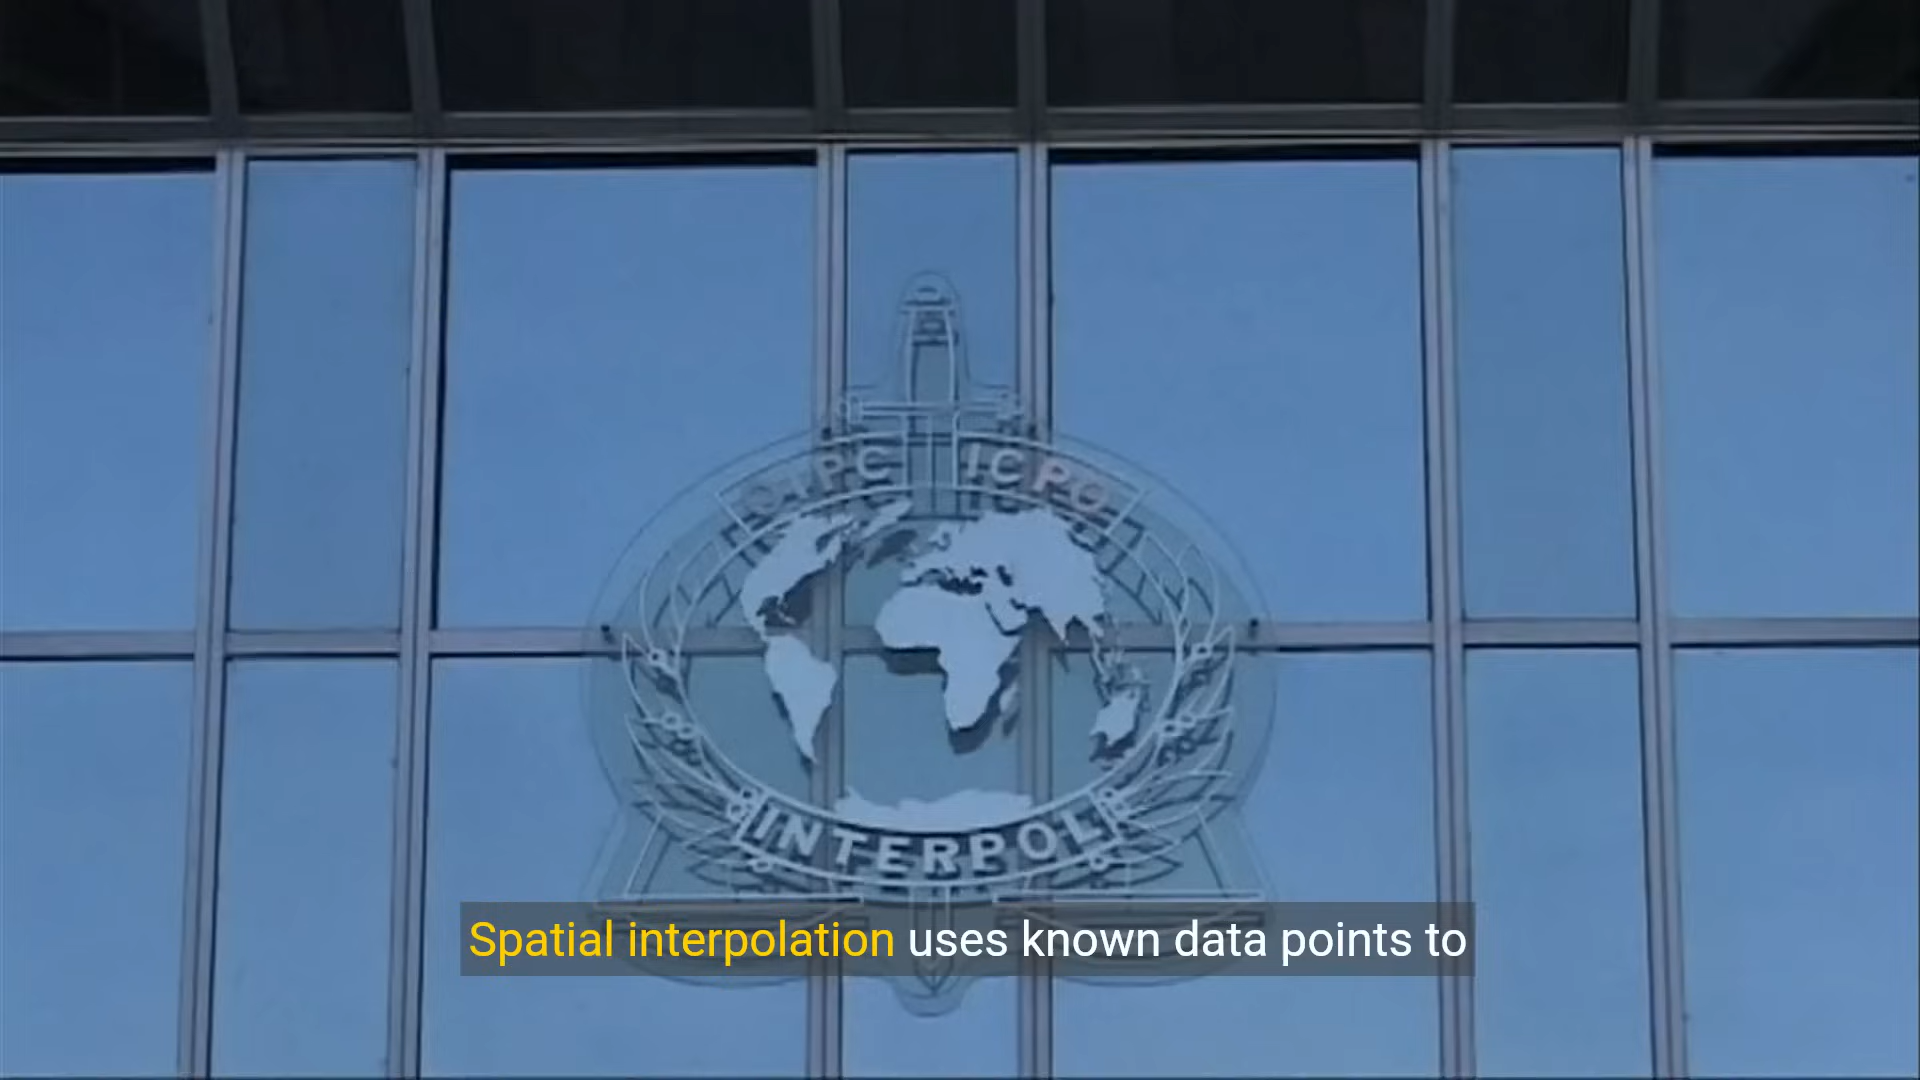 OIPC ICPO
INTERPOL
Spatial interpolation uses known data points to